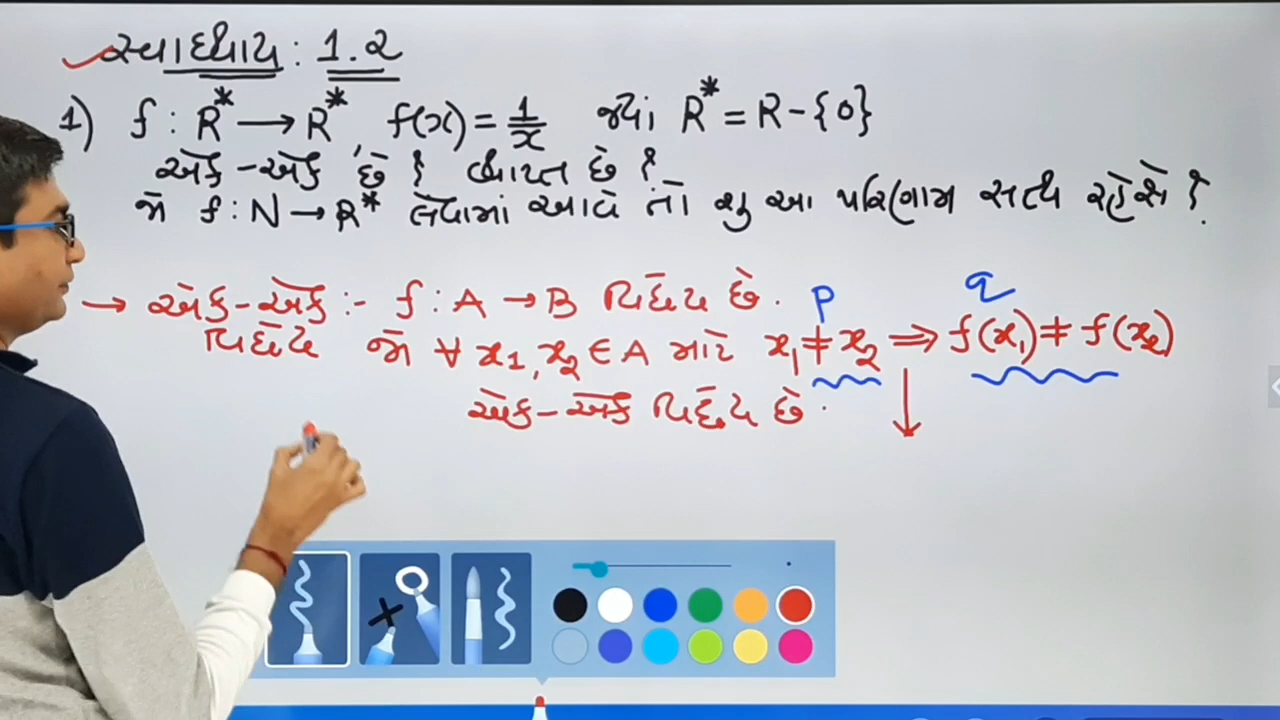 સ્વાધ્યાય: 1.2
1) f : R* → R*, f(x) = 1/x જ્યાં R* = R - {0}
એક-એક છે? વ્યાપ્ત છે?
જો f : N → R* લેવામાં આવે તો શું આ પરિણામ સત્ય રહેશે?
p q
→ એક-એક :- f : A → B વિધેય છે.
વિધેય જો ∀ x₁, x₂ ∈ A માટે x₁ ≠ x₂ ⇒ f(x₁) ≠ f(x₂)
એક-એક વિધેય છે.